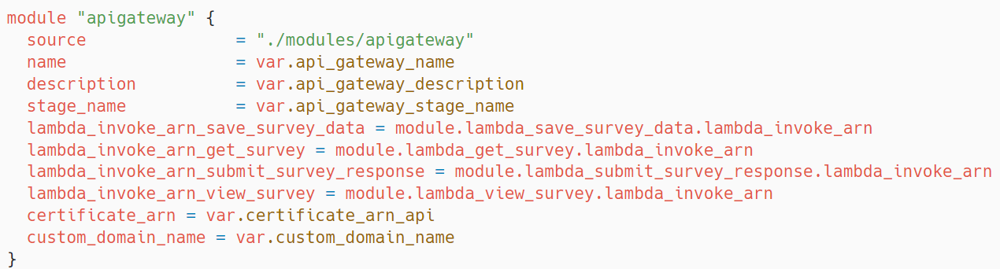 module "apigateway" {
  source               = "./modules/apigateway"
  name                 = var.api_gateway_name
  description          = var.api_gateway_description
  stage_name           = var.api_gateway_stage_name
  lambda_invoke_arn_save_survey_data = module.lambda_save_survey_data.lambda_invoke_arn
  lambda_invoke_arn_get_survey = module.lambda_get_survey.lambda_invoke_arn
  lambda_invoke_arn_submit_survey_response = module.lambda_submit_survey_response.lambda_invoke_arn
  lambda_invoke_arn_view_survey = module.lambda_view_survey.lambda_invoke_arn
  certificate_arn = var.certificate_arn_api
  custom_domain_name = var.custom_domain_name
}